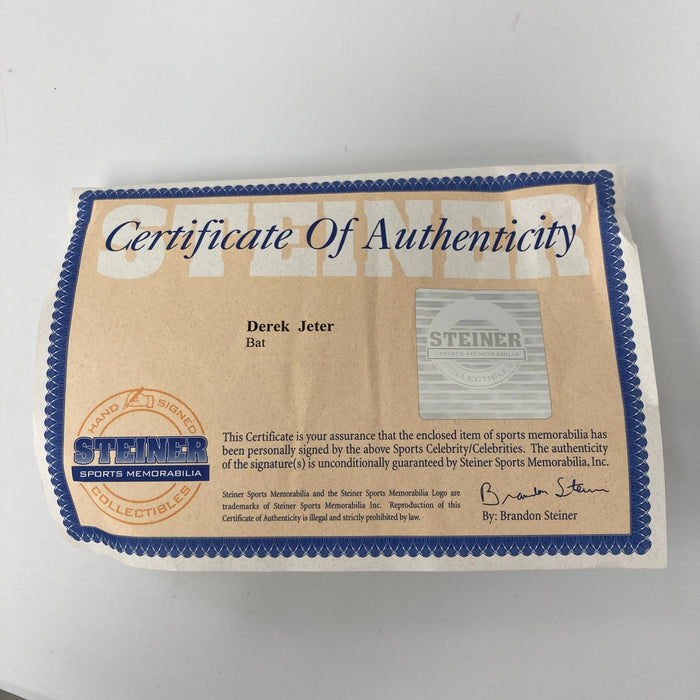 STEINER
Certificate Of Authenticity
Derek Jeter
Bat
STEINER
SPORTS MEMORABILIA
COLLECTIBLES
HAND SIGNED
STEINER
SPORTS MEMORABILIA
COLLECTIBLES
This Certificate is your assurance that the enclosed item of sports memorabilia has
been personally signed by the above Sports Celebrity/Celebrities. The authenticity
of the signature(s) is unconditionally guaranteed by Steiner Sports Memorabilia, Inc.
Steiner Sports Memorabilia and the Steiner Sports Memorabilia Logo are
trademarks of Steiner Sports Memorabilia Inc. Reproduction of this
Certificate of Authenticity is illegal and strictly prohibited by law.
Brandon Steiner
By: Brandon Steiner